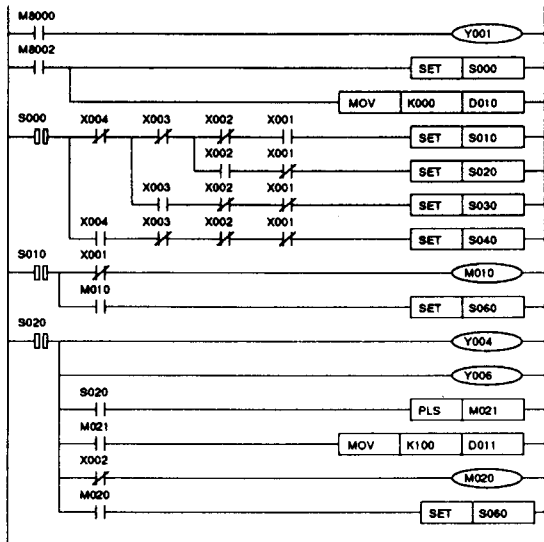 M8000
Y001
M8002
SET S000
MOV K000 D010
S000 X004 X003 X002 X001
SET S010
X002 X001
SET S020
X003 X002 X001
SET S030
X004 X003 X002 X001
SET S040
S010 X001
M010
M010
SET S060
S020
Y004
Y006
S020
PLS M021
M021
MOV K100 D011
X002
M020
M020
SET S060